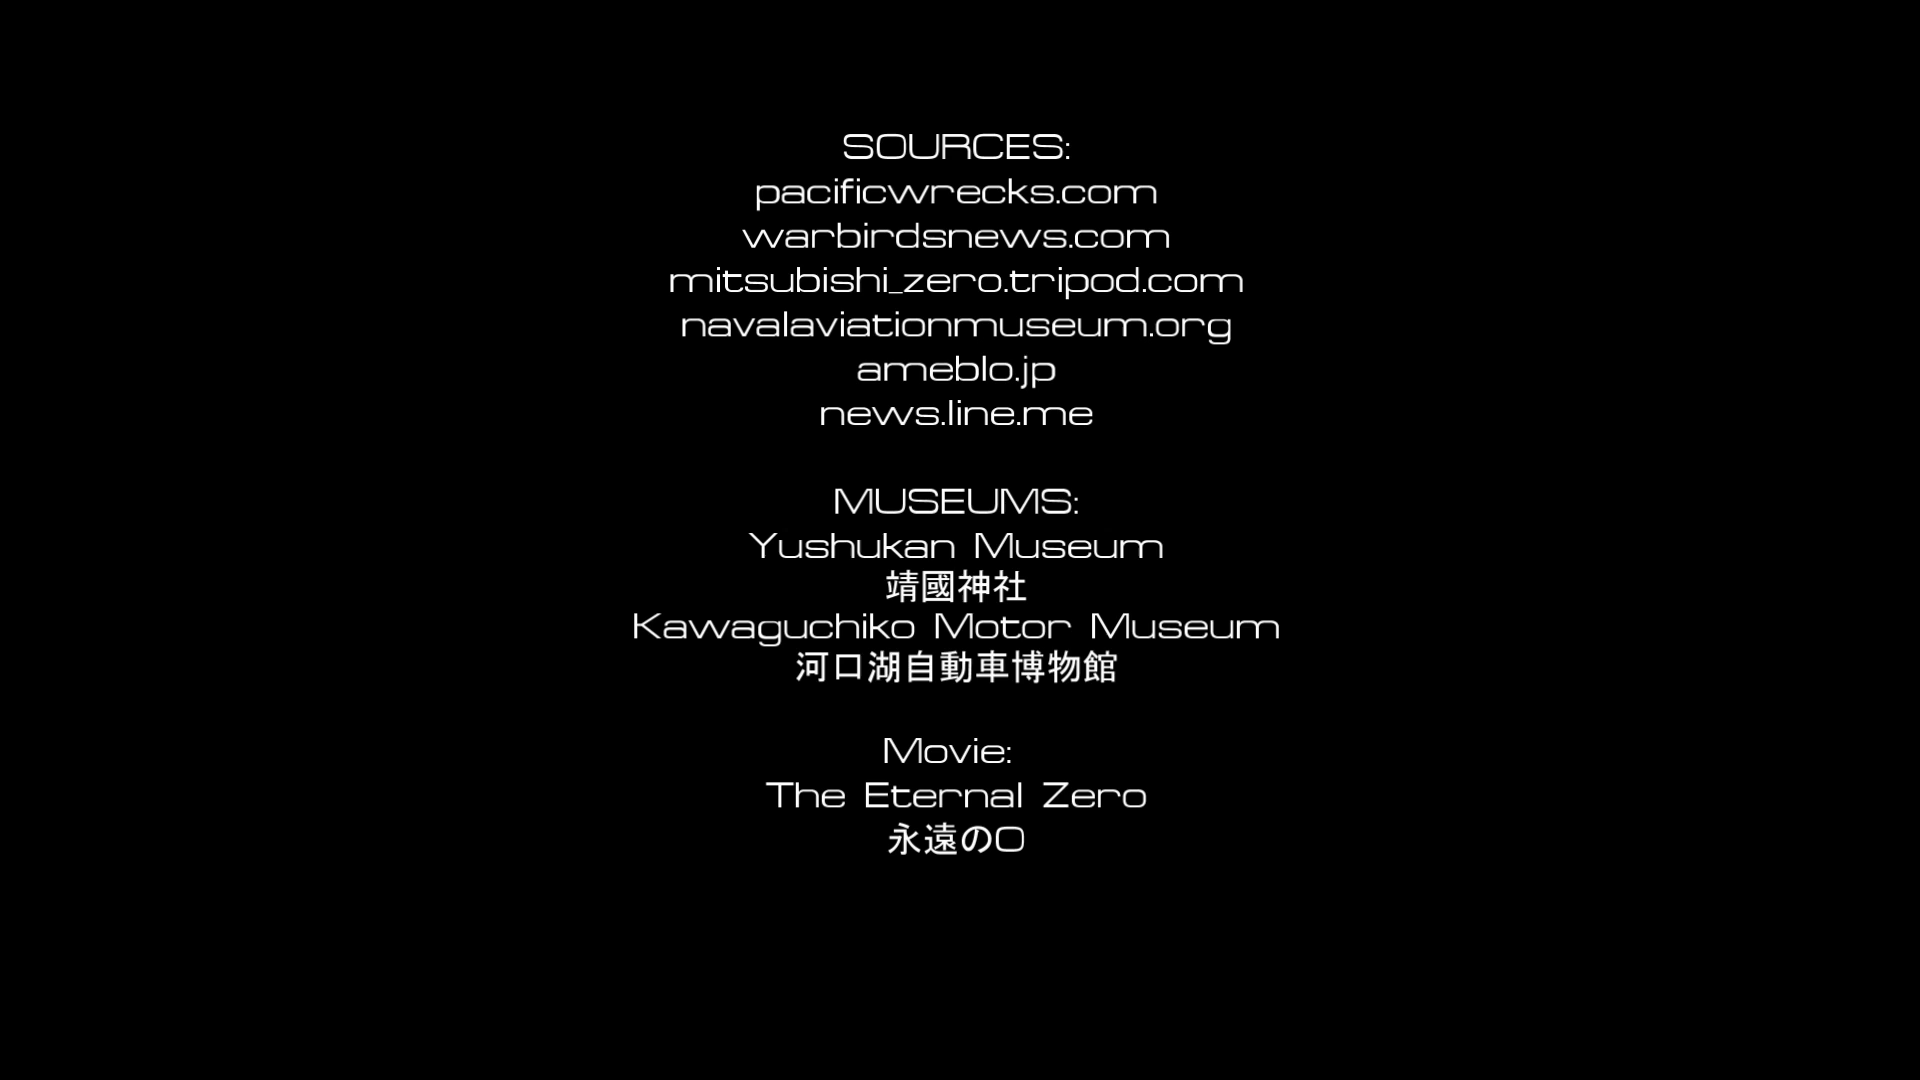 SOURCES:
pacificwrecks.com
warbirdsnews.com
mitsubishi_zero.tripod.com
navalaviationmuseum.org
ameblo.jp
news.line.me
MUSEUMS:
Yushukan Museum
靖國神社
Kawaguchiko Motor Museum
河口湖自動車博物館
Movie:
The Eternal Zero
永遠の0